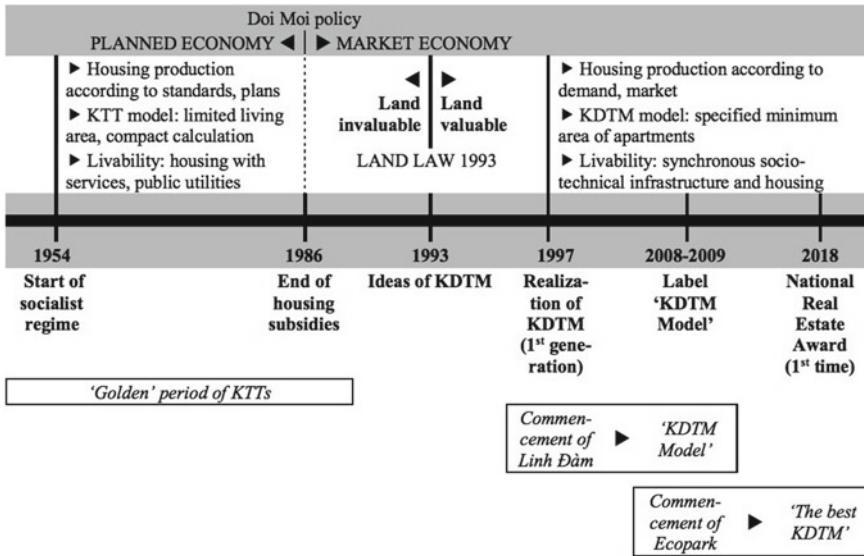 Doi Moi policy
PLANNED ECONOMY ◄ ► MARKET ECONOMY
► Housing production
according to standards, plans
► KTT model: limited living
area, compact calculation
► Livability: housing with
services, public utilities
◄ ►
Land
invaluable
Land
valuable
LAND LAW 1993
► Housing production according to
demand, market
► KDTM model: specified minimum
area of apartments
► Livability: synchronous socio-
technical infrastructure and housing
1954
Start of
socialist
regime
1986
End of
housing
subsidies
1993
Ideas of KDTM
1997
Realiza-
tion of
KDTM
(1st gene-
ration)
2008-2009
Label
‘KDTM
Model’
2018
National
Real
Estate
Award
(1st time)
‘Golden’ period of KTTs
Commen-
cement of
Linh Đàm
►
‘KDTM
Model’
Commen-
cement of
Ecopark
►
‘The best
KDTM’